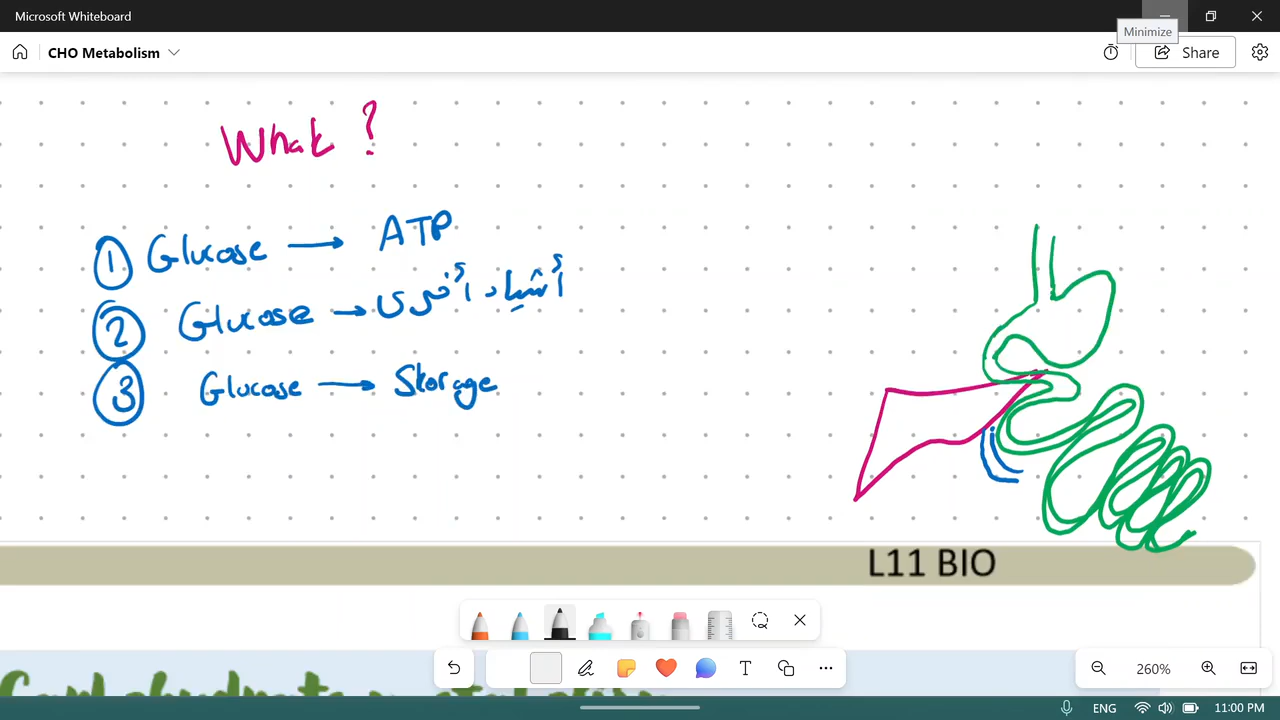 Microsoft Whiteboard
Minimize
CHO Metabolism
Share
What ?
1 Glucose → ATP
2 Glucose → أشياء أخرى
3 Glucose → Storage
L11 BIO
T
260%
ENG
11:00 PM